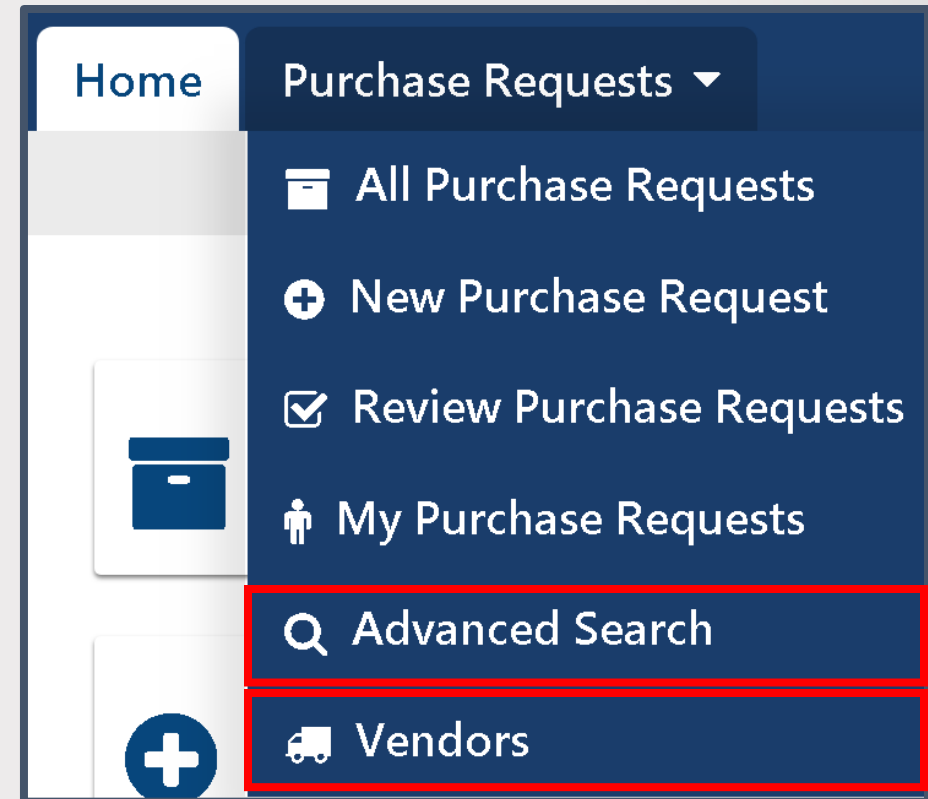 Home Purchase Requests
All Purchase Requests
New Purchase Request
Review Purchase Requests
My Purchase Requests
Advanced Search
Vendors